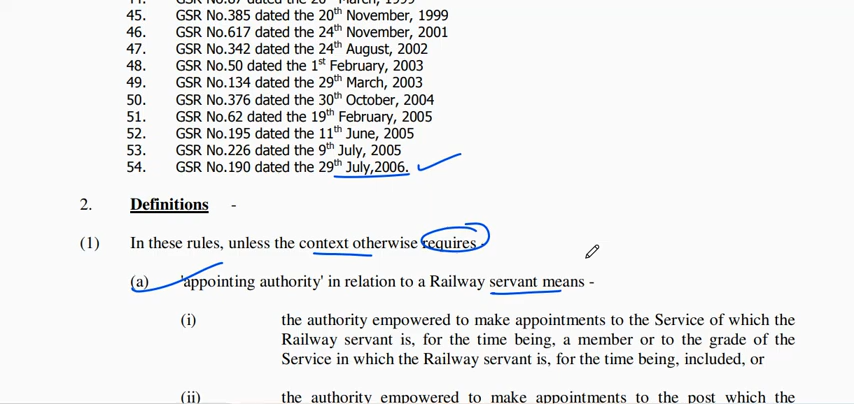 45. GSR No.385 dated the 20th November, 1999
46. GSR No.617 dated the 24th November, 2001
47. GSR No.342 dated the 24th August, 2002
48. GSR No.50 dated the 1st February, 2003
49. GSR No.134 dated the 29th March, 2003
50. GSR No.376 dated the 30th October, 2004
51. GSR No.62 dated the 19th February, 2005
52. GSR No.195 dated the 11th June, 2005
53. GSR No.226 dated the 9th July, 2005
54. GSR No.190 dated the 29th July,2006.
2. Definitions -
(1) In these rules, unless the context otherwise requires -
(a) 'appointing authority' in relation to a Railway servant means -
(i) the authority empowered to make appointments to the Service of which the
Railway servant is, for the time being, a member or to the grade of the
Service in which the Railway servant is, for the time being, included, or
(ii) the authority empowered to make appointments to the post which the